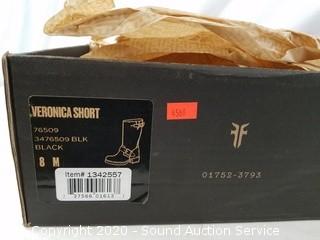 VERONICA SHORT
76509
3476509 BLK
BLACK
8 M
Item# 1342557
01752-3793
Copyright 2020 - Sound Auction Service